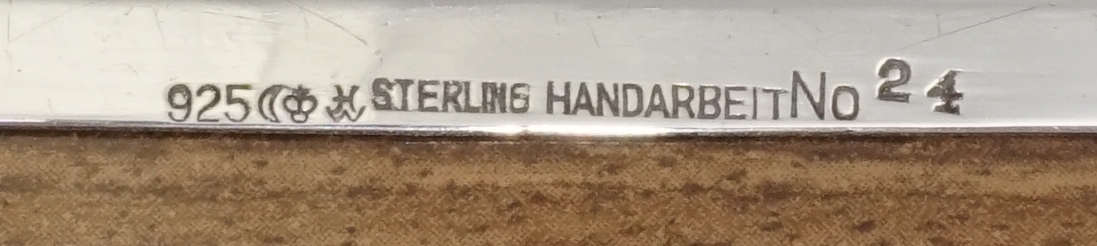 925 STERLING HANDARBEIT No 24